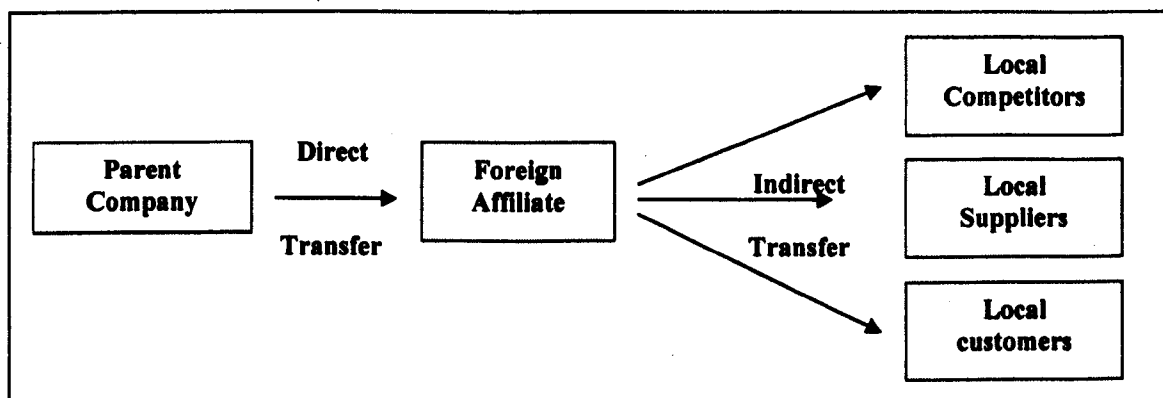 Parent
Company
Direct
Transfer
Foreign
Affiliate
Indirect
Transfer
Local
Competitors
Local
Suppliers
Local
customers